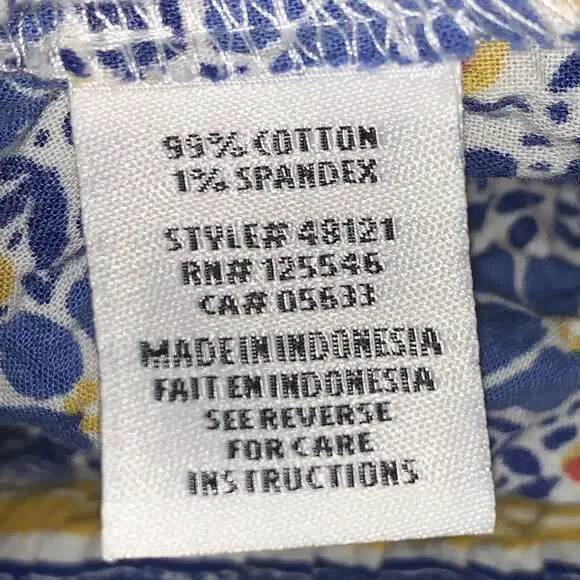 99% COTTON
1% SPANDEX
STYLE# 48121
RN# 125546
CA# 05633
MADE IN INDONESIA
FAIT EN INDONESIA
SEE REVERSE
FOR CARE
INSTRUCTIONS